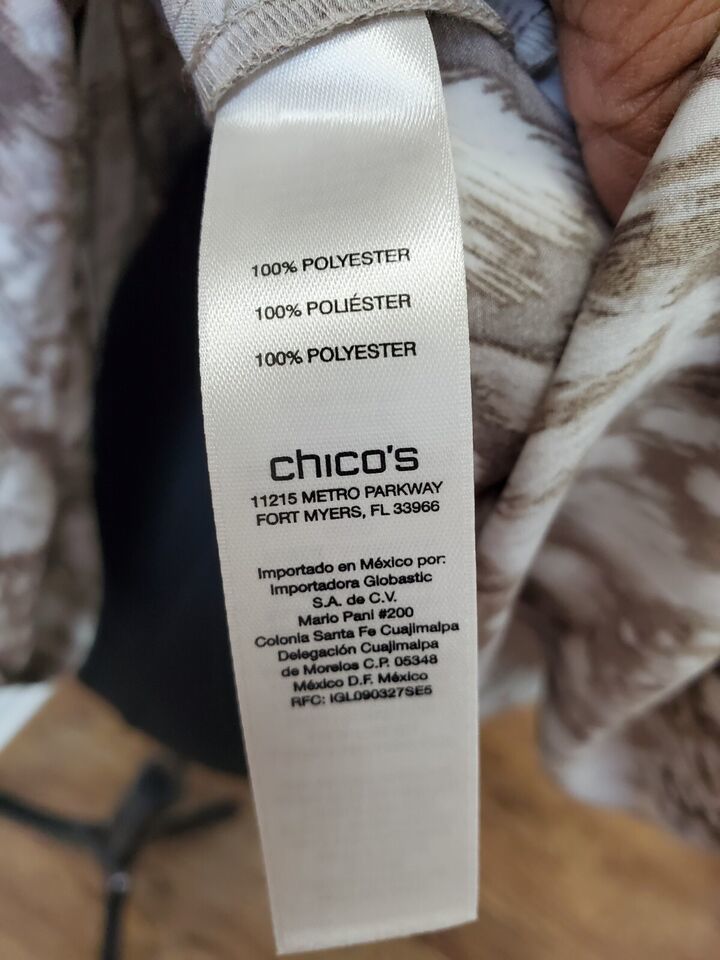 100% POLYESTER
100% POLIÉSTER
100% POLYESTER
chico's
11215 METRO PARKWAY
FORT MYERS, FL 33966
Importado en México por:
Importadora Globastic
S.A. de C.V.
Mario Pani #200
Colonia Santa Fe Cuajimalpa
Delegación Cuajimalpa
de Morelos C.P. 05348
México D.F. México
RFC: IGL090327SE5